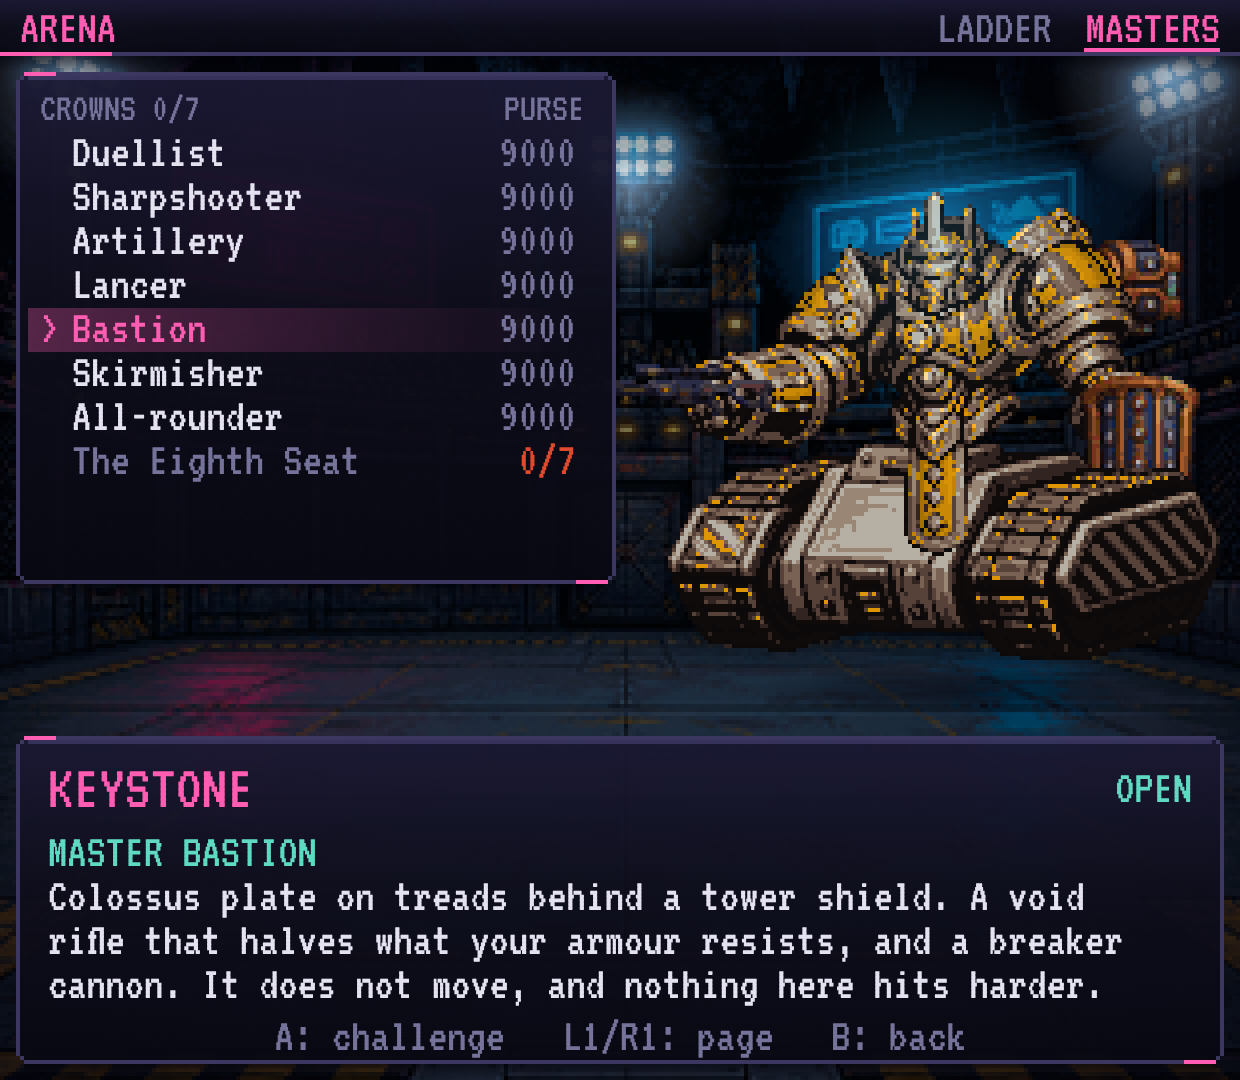 ARENA LADDER MASTERS
CROWNS 0/7 PURSE
Duellist 9000
Sharpshooter 9000
Artillery 9000
Lancer 9000
> Bastion 9000
Skirmisher 9000
All-rounder 9000
The Eighth Seat 0/7
KEYSTONE OPEN
MASTER BASTION
Colossus plate on treads behind a tower shield. A void
rifle that halves what your armour resists, and a breaker
cannon. It does not move, and nothing here hits harder.
A: challenge L1/R1: page B: back